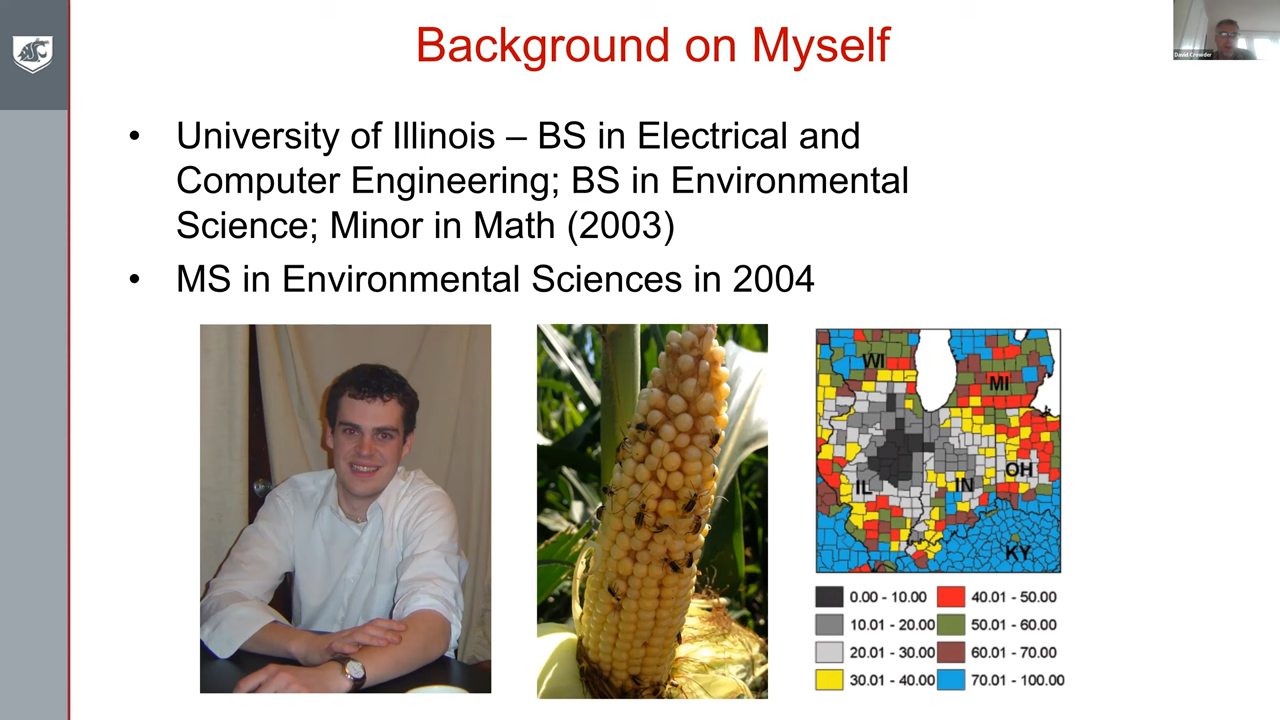 Background on Myself
David Crowder
• University of Illinois – BS in Electrical and
Computer Engineering; BS in Environmental
Science; Minor in Math (2003)
• MS in Environmental Sciences in 2004
WI
MI
OH
IL
IN
KY
0.00 - 10.00
40.01 - 50.00
10.01 - 20.00
50.01 - 60.00
20.01 - 30.00
60.01 - 70.00
30.01 - 40.00
70.01 - 100.00